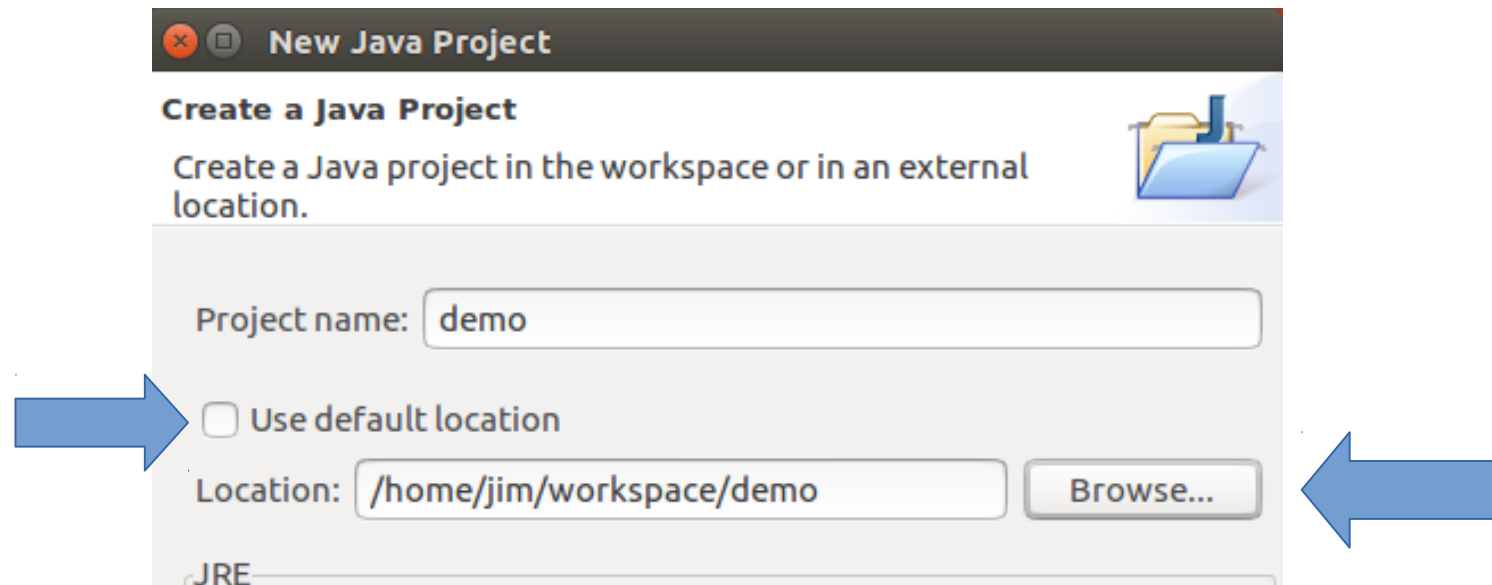 New Java Project
Create a Java Project
Create a Java project in the workspace or in an external
location.
Project name: demo
Use default location
Location: /home/jim/workspace/demo Browse...
JRE